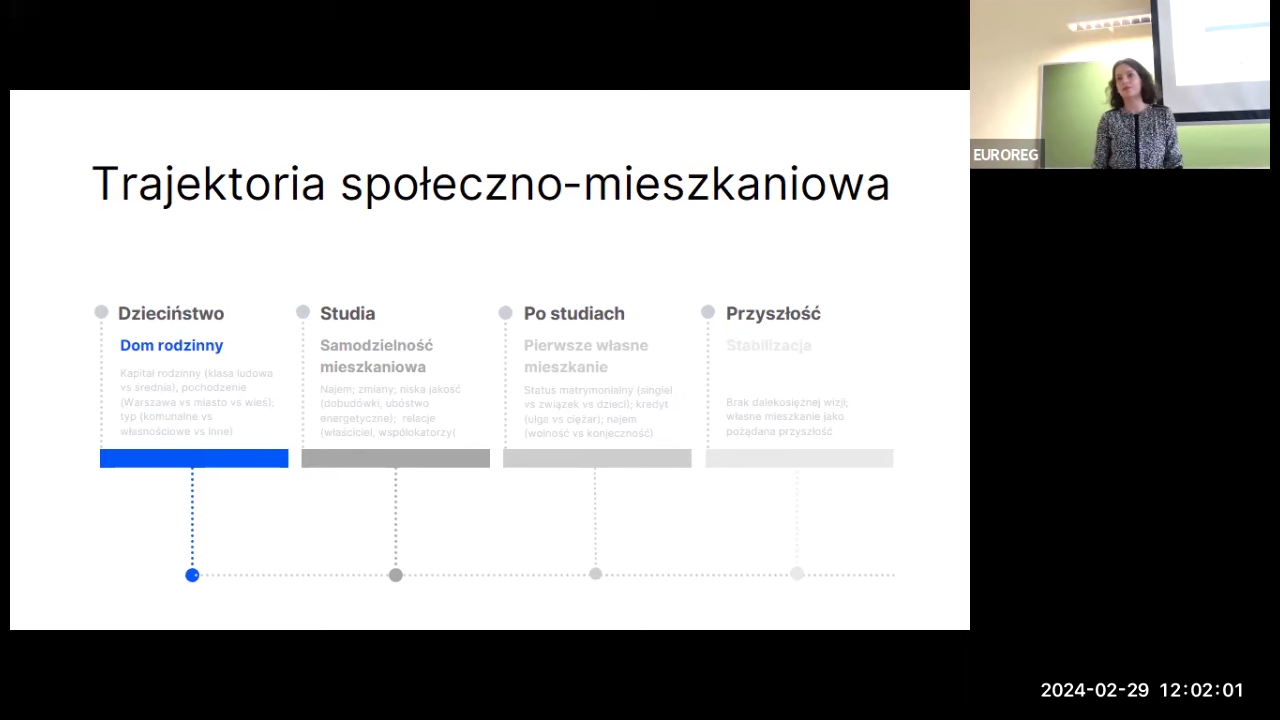 EUROREG
Trajektoria społeczno-mieszkaniowa
Dzieciństwo
Dom rodzinny
Kapitał rodzinny (klasa ludowa
vs średnia), pochodzenie
(Warszawa vs miasto vs wieś);
typ (komunalne vs
własnościowe vs inne)
Studia
Samodzielność
mieszkaniowa
Najem; zmiany; niska jakość
(dobudówki, ubóstwo
energetyczne); relacje
(właściciel, współlokatorzy(
Po studiach
Pierwsze własne
mieszkanie
Status matrymonialny (singiel
vs związek vs dzieci); kredyt
(ulga vs ciężar); najem
(wolność vs konieczność)
Przyszłość
Stabilizacja
Brak dalekosiężnej wizji;
własne mieszkanie jako
pożądana przyszłość
2024-02-29 12:02:01